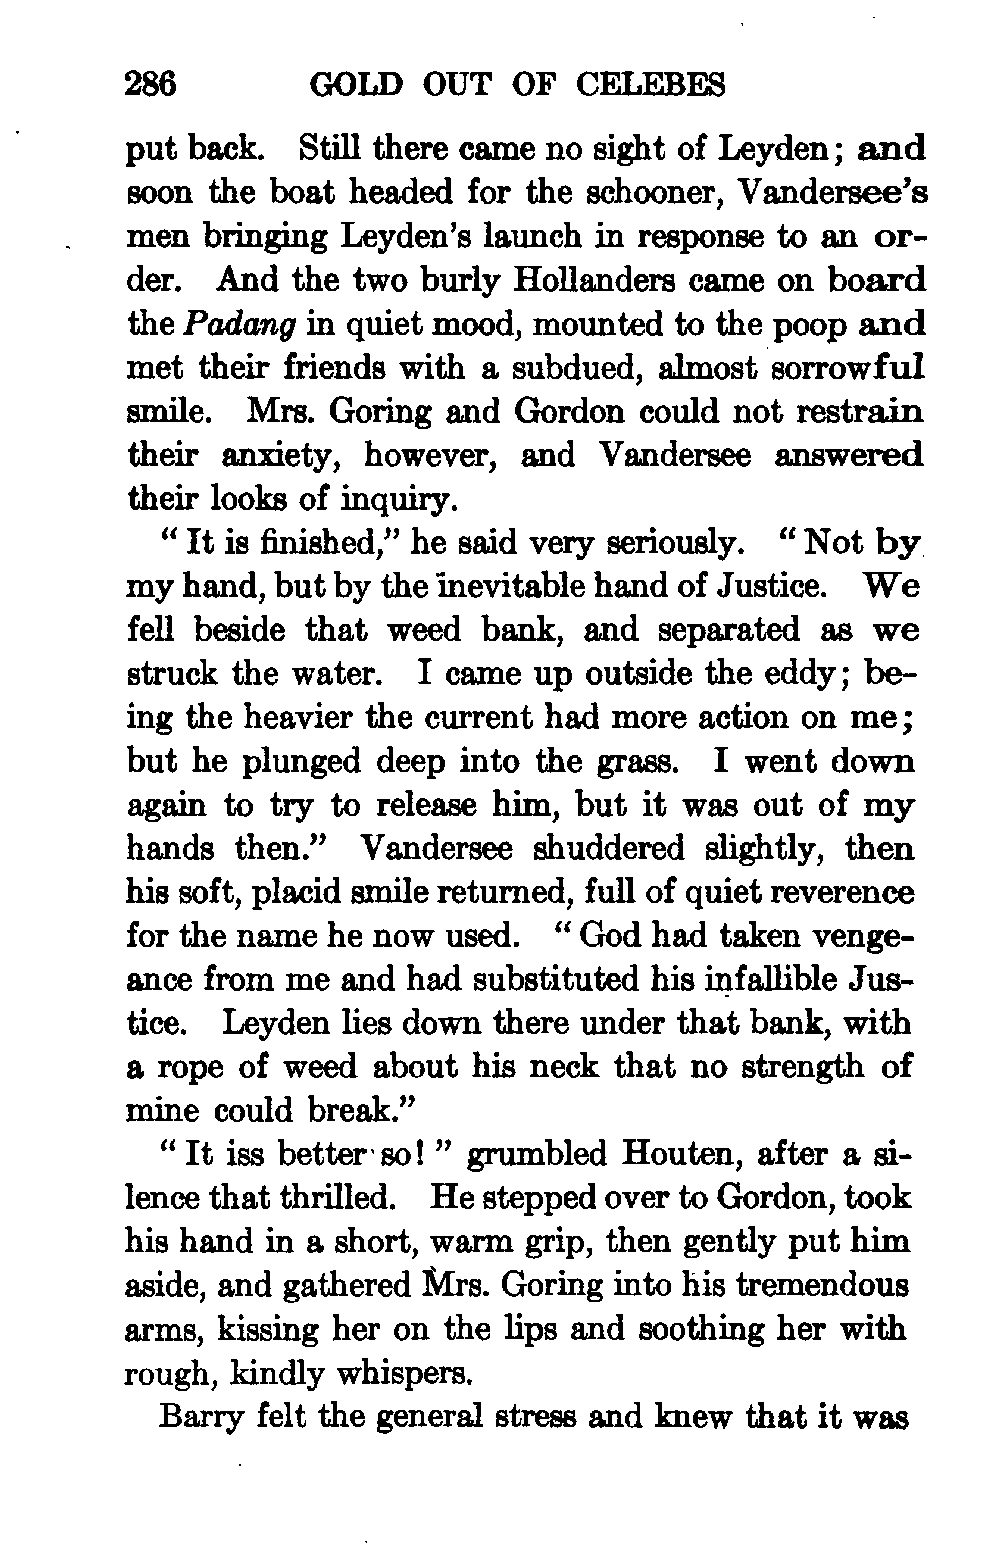 286 GOLD OUT OF CELEBES
put back. Still there came no sight of Leyden; and
soon the boat headed for the schooner, Vandersee's
men bringing Leyden's launch in response to an or-
der. And the two burly Hollanders came on board
the Padang in quiet mood, mounted to the poop and
met their friends with a subdued, almost sorrowful
smile. Mrs. Goring and Gordon could not restrain
their anxiety, however, and Vandersee answered
their looks of inquiry.
"It is finished," he said very seriously. "Not by
my hand, but by the inevitable hand of Justice. We
fell beside that weed bank, and separated as we
struck the water. I came up outside the eddy; be-
ing the heavier the current had more action on me;
but he plunged deep into the grass. I went down
again to try to release him, but it was out of my
hands then." Vandersee shuddered slightly, then
his soft, placid smile returned, full of quiet reverence
for the name he now used. "God had taken venge-
ance from me and had substituted his infallible Jus-
tice. Leyden lies down there under that bank, with
a rope of weed about his neck that no strength of
mine could break."
"It iss better so!" grumbled Houten, after a si-
lence that thrilled. He stepped over to Gordon, took
his hand in a short, warm grip, then gently put him
aside, and gathered Mrs. Goring into his tremendous
arms, kissing her on the lips and soothing her with
rough, kindly whispers.
Barry felt the general stress and knew that it was